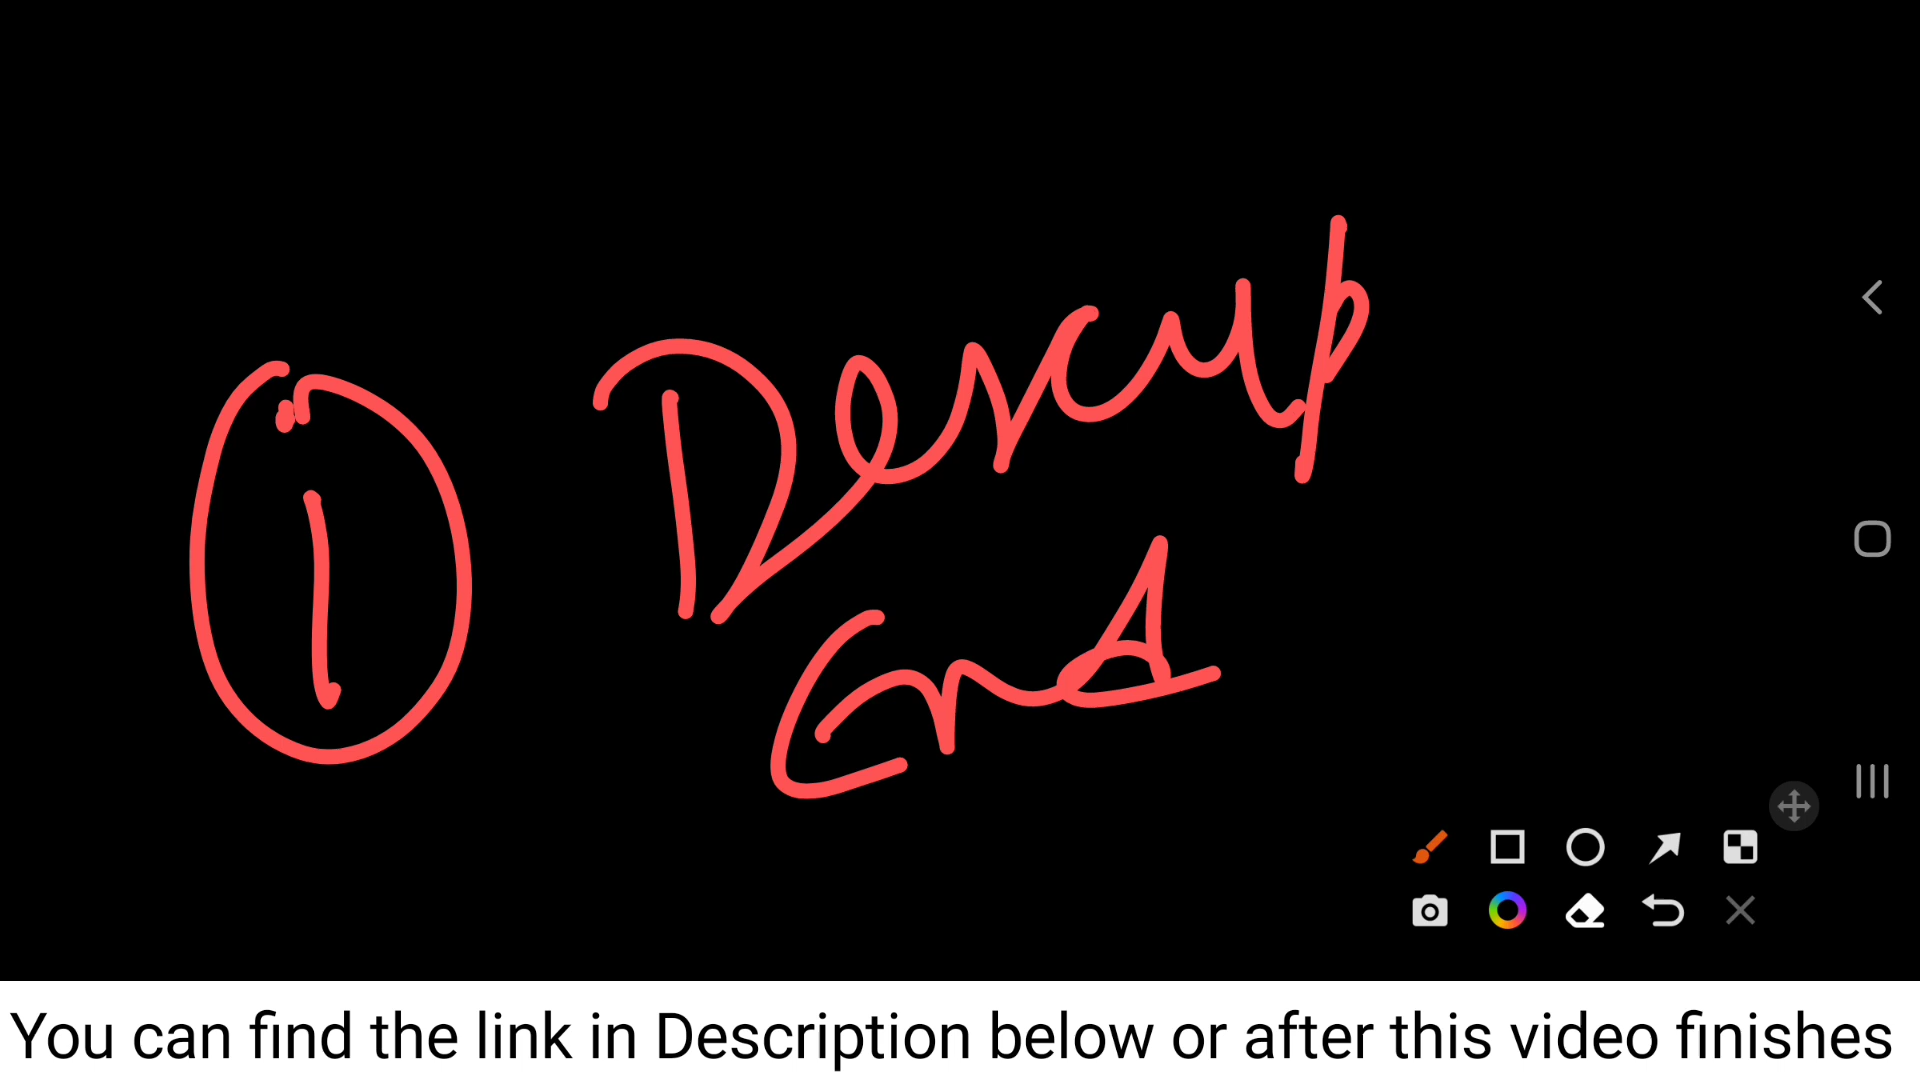 1 Descrip
End
You can find the link in Description below or after this video finishes